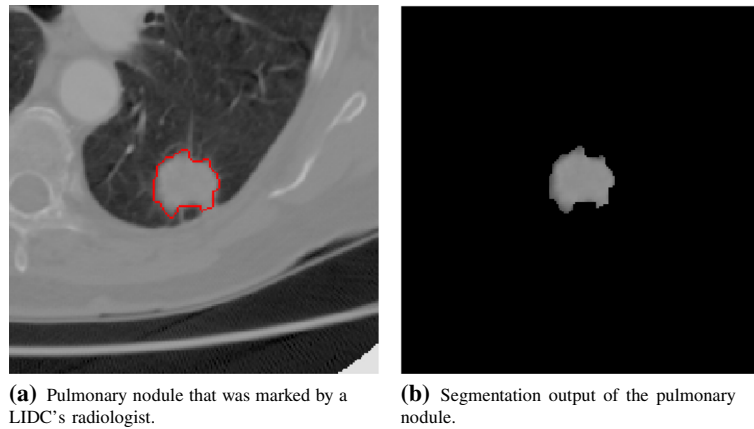 (a) Pulmonary nodule that was marked by a
LIDC's radiologist.
(b) Segmentation output of the pulmonary
nodule.